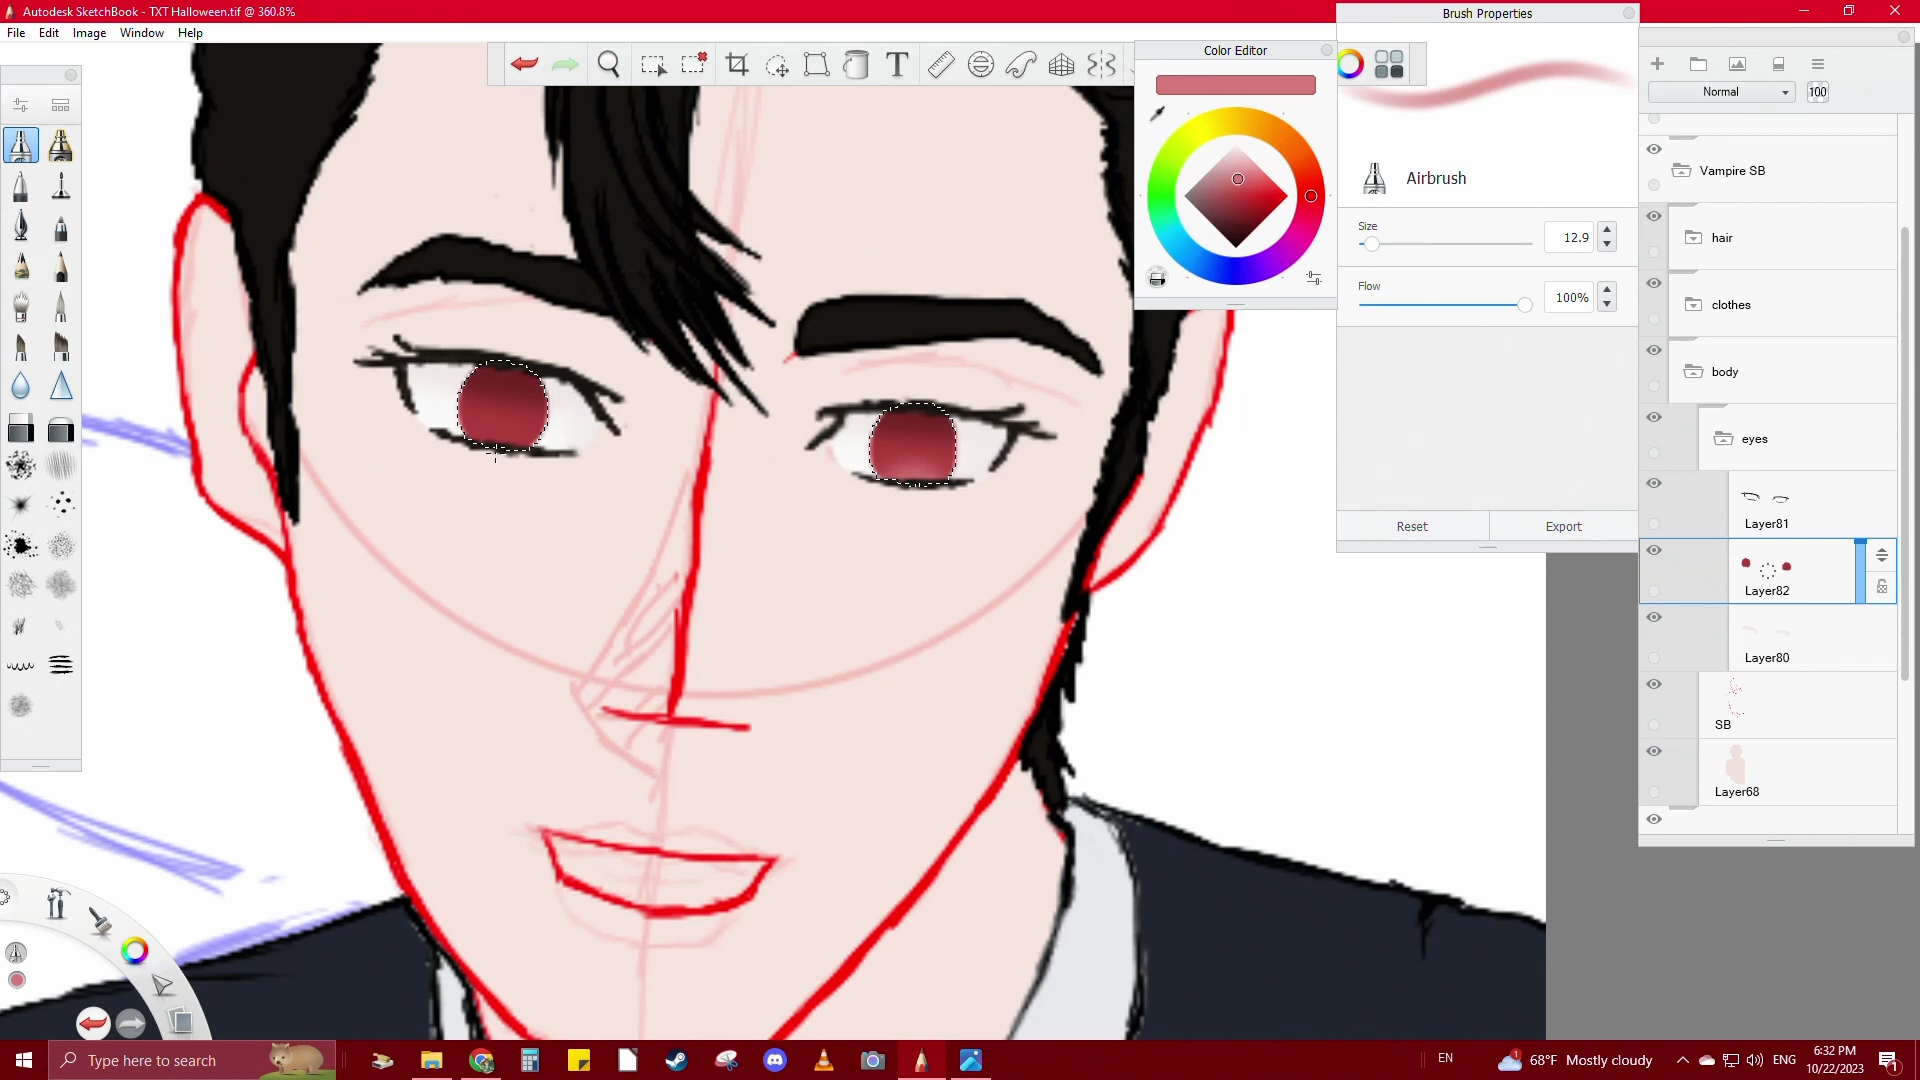 Autodesk SketchBook - TXT Halloween.tif @ 360.8%
File Edit Image Window Help
Brush Properties
Color Editor
Airbrush
Size
12.9
Flow
100%
Reset
Export
Normal
100
Vampire SB
hair
clothes
body
eyes
Layer81
Layer82
Layer80
SB
Layer68
Type here to search
EN
1
68°F Mostly cloudy
ENG
6:32 PM
10/22/2023
1